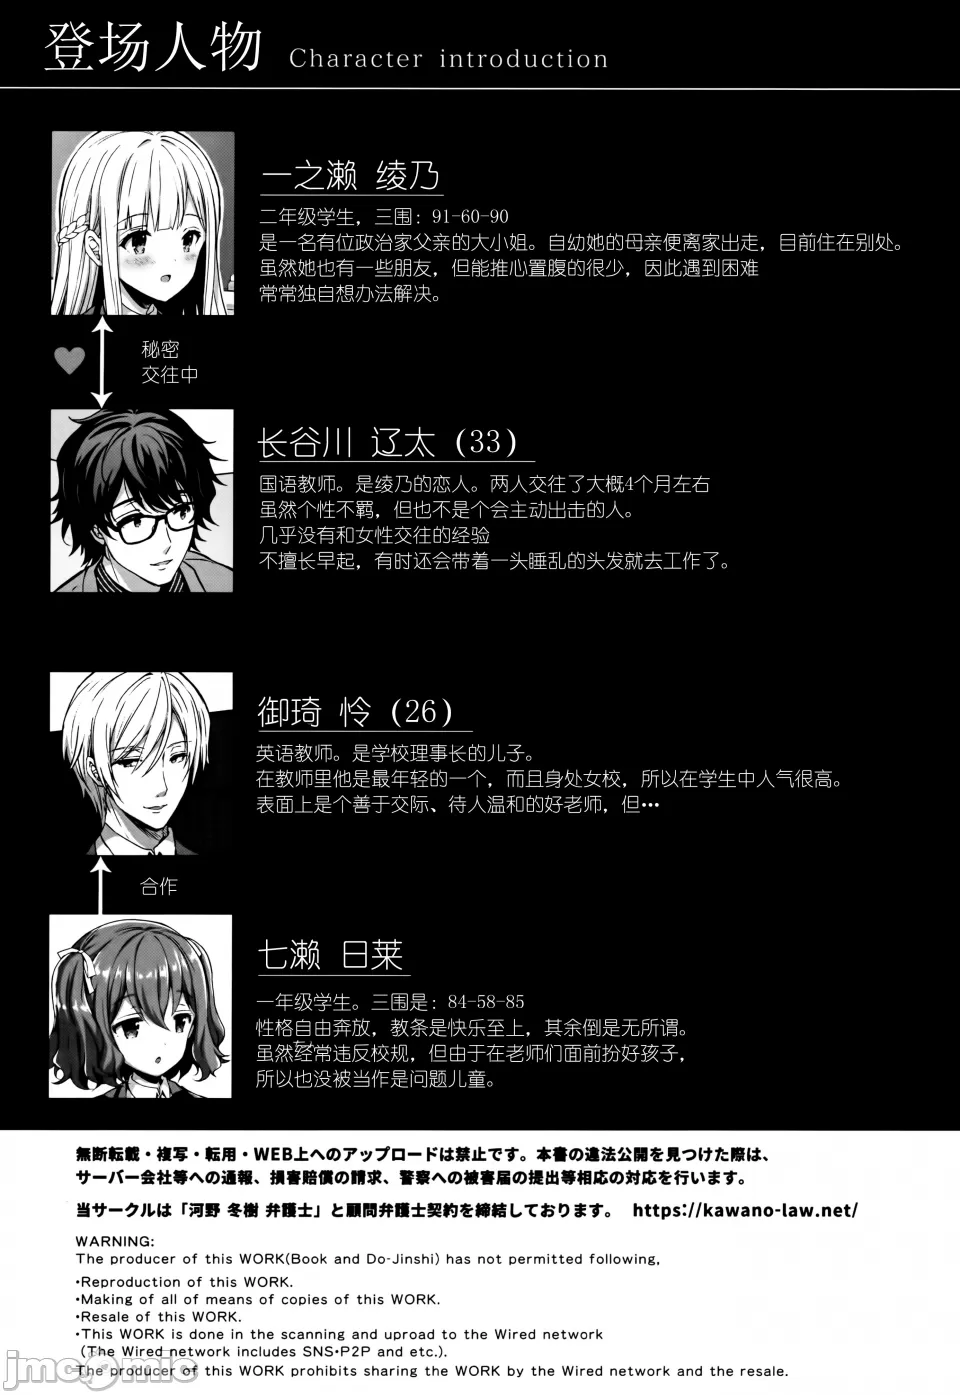 登场人物 Character introduction
一之濑 绫乃
二年级学生，三围：91-60-90
是一名有位政治家父亲的大小姐。自幼她的母亲便离家出走，目前住在别处。
虽然她也有一些朋友，但能推心置腹的很少，因此遇到困难
常常独自想办法解决。
秘密
交往中
长谷川 辽太（33）
国语教师。是绫乃的恋人。两人交往了大概4个月左右
虽然个性不羁，但也不是个会主动出击的人。
几乎没有和女性交往的经验
不擅长早起，有时还会带着一头睡乱的头发就去工作了。
御琦 怜（26）
英语教师。是学校理事长的儿子。
在教师里他是最年轻的一个，而且身处女校，所以在学生中人气很高。
表面上是个善于交际、待人温和的好老师，但…
合作
七濑 日莱
一年级学生。三围是：84-58-85
性格自由奔放，教条是快乐至上，其余倒是无所谓。
虽然经常违反校规，但由于在老师们面前扮好孩子，
所以也没被当作是问题儿童。
無断転載・複写・転用・WEB上へのアップロードは禁止です。本書の違法公開を見つけた際は、
サーバー会社等への通報、損害賠償の請求、警察への被害届の提出等相応の対応を行います。
当サークルは「河野 冬樹 弁護士」と顧問弁護士契約を締結しております。 https://kawano-law.net/
WARNING:
The producer of this WORK(Book and Do-Jinshi) has not permitted following,
・Reproduction of this WORK.
・Making of all of means of copies of this WORK.
・Resale of this WORK.
・This WORK is done in the scanning and uproad to the Wired network
(The Wired network includes SNS・P2P and etc.).
The producer of this WORK prohibits sharing the WORK by the Wired network and the resale.
jmcomic